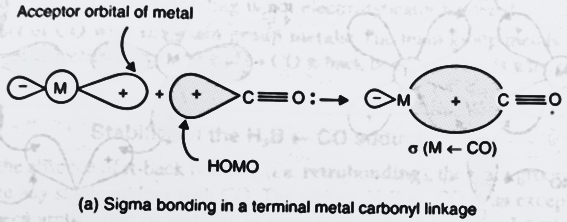 Acceptor orbital of metal
− M + + + C≡O: → − M + C≡O
HOMO
σ (M ← CO)
(a) Sigma bonding in a terminal metal carbonyl linkage